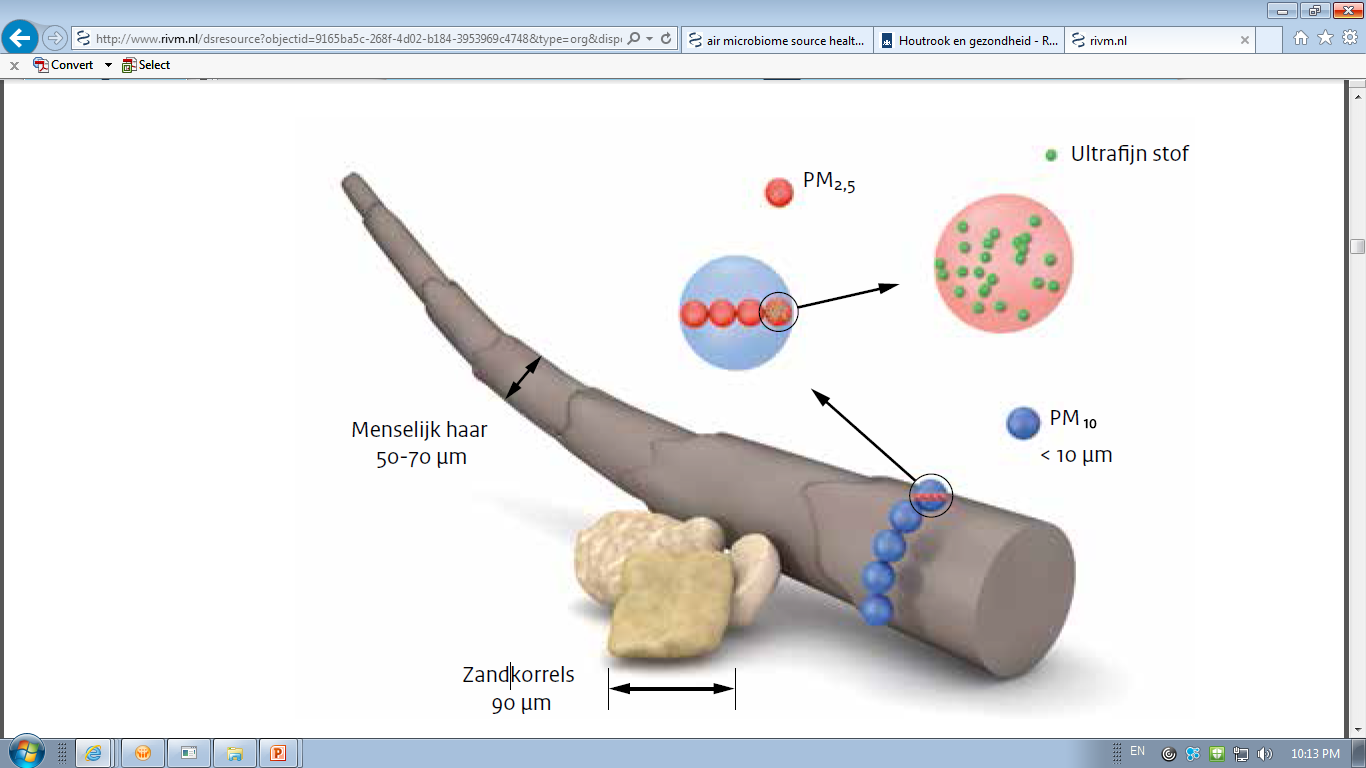 http://www.rivm.nl/dsresource?objectid=9165ba5c-268f-4d02-b184-3953969c4748&type=org&disp
air microbiome source healt...
Houtrook en gezondheid - R...
rivm.nl
x Convert Select
Ultrafijn stof
PM2,5
PM 10
< 10 µm
Menselijk haar
50-70 µm
Zandkorrels
90 µm
EN
10:13 PM